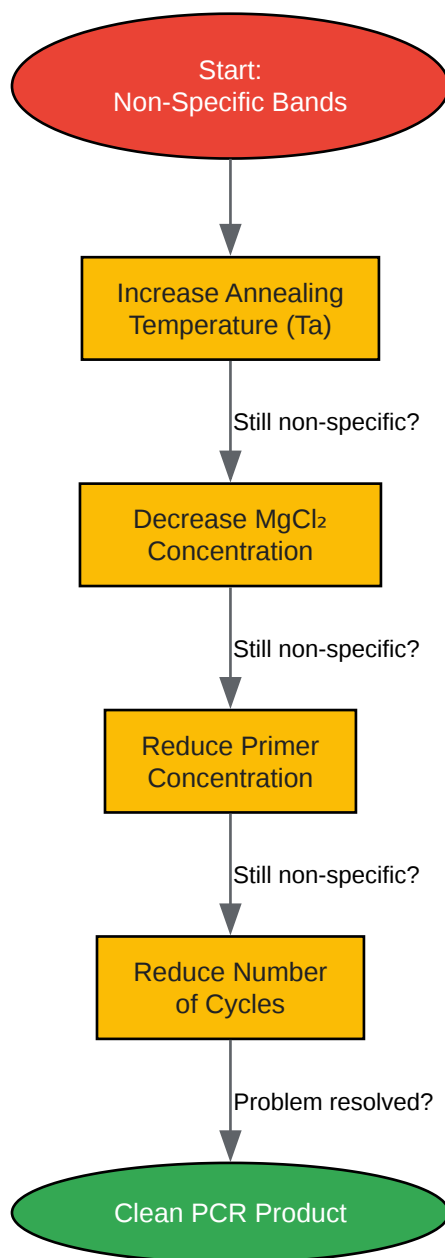 Start:
Non-Specific Bands
Increase Annealing
Temperature (Ta)
Still non-specific?
Decrease MgCl₂
Concentration
Still non-specific?
Reduce Primer
Concentration
Still non-specific?
Reduce Number
of Cycles
Problem resolved?
Clean PCR Product